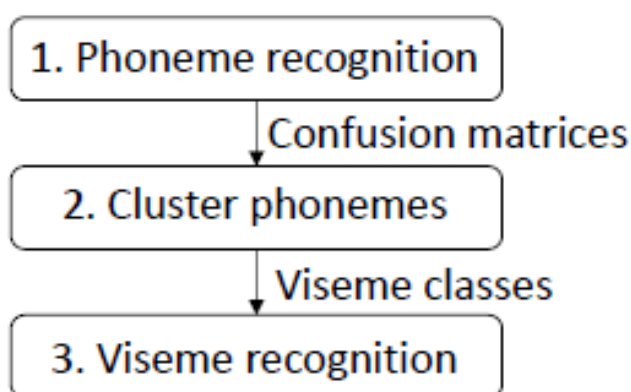 1. Phoneme recognition
Confusion matrices
2. Cluster phonemes
Viseme classes
3. Viseme recognition